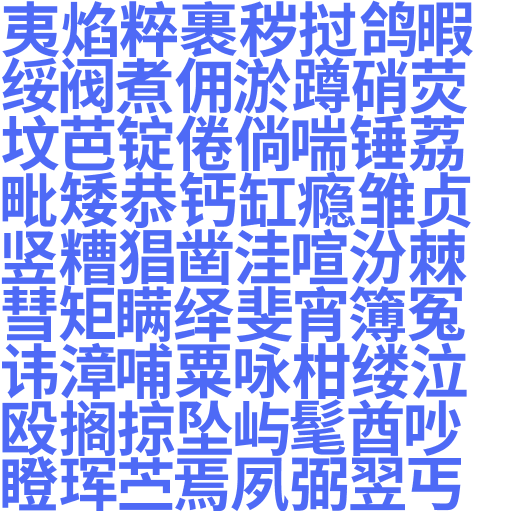 夷焰粹裹秽挝鸽暇
绥阀煮佣淤蹲硝荧
坟芭锭倦倘喘锤荔
毗矮恭钙缸瘾雏贞
竖糟猖凿洼喧汾棘
彗矩瞒绎斐宵簿冤
讳漳哺粟咏柑缕泣
殴搁掠坠屿髦酋吵
瞪珲苎焉夙弼翌丐